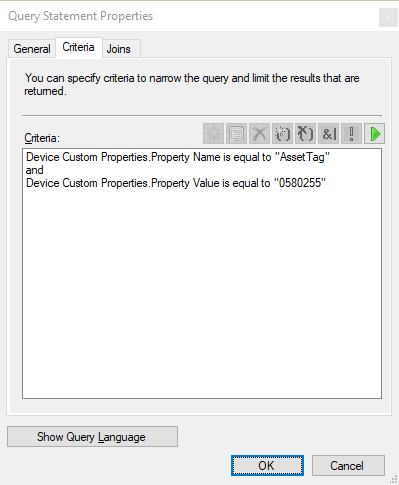 Query Statement Properties
General Criteria Joins
You can specify criteria to narrow the query and limit the results that are
returned.
Criteria:
&|
!
Device Custom Properties.Property Name is equal to "AssetTag"
and
Device Custom Properties.Property Value is equal to "0580255"
Show Query Language
OK Cancel